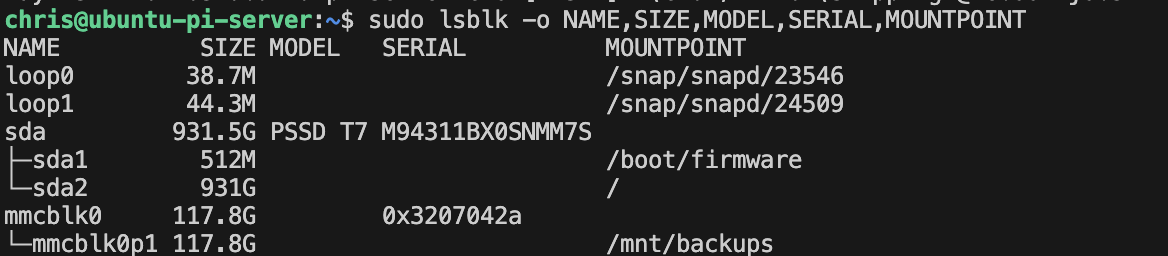 chris@ubuntu-pi-server:~$ sudo lsblk -o NAME,SIZE,MODEL,SERIAL,MOUNTPOINT
NAME SIZE MODEL SERIAL MOUNTPOINT
loop0 38.7M /snap/snapd/23546
loop1 44.3M /snap/snapd/24509
sda 931.5G PSSD T7 M94311BX0SNMM7S
├─sda1 512M /boot/firmware
└─sda2 931G /
mmcblk0 117.8G 0x3207042a
└─mmcblk0p1 117.8G /mnt/backups